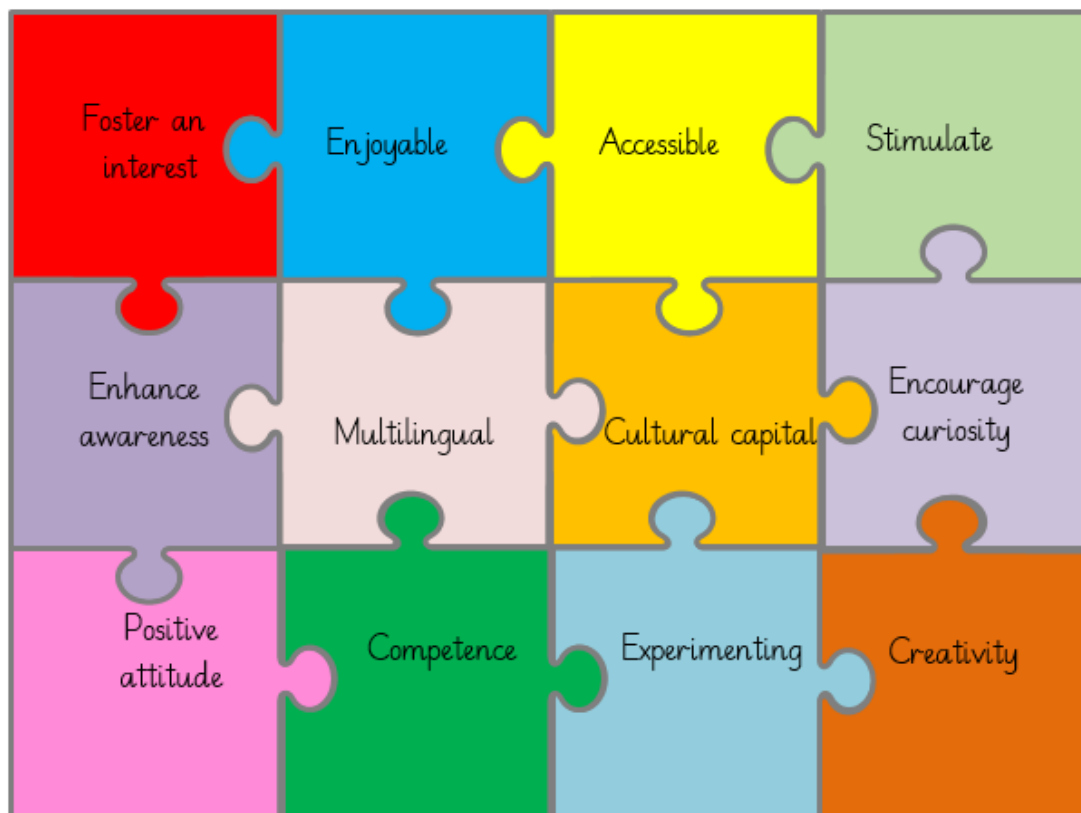 Foster an
interest
Enjoyable
Accessible
Stimulate
Enhance
awareness
Multilingual
Cultural capital
Encourage
curiosity
Positive
attitude
Competence
Experimenting
Creativity